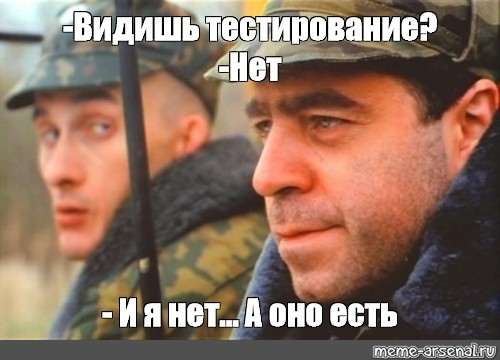 -Видишь тестирование?
-Нет
- И я нет... А оно есть
meme-arsenal.ru